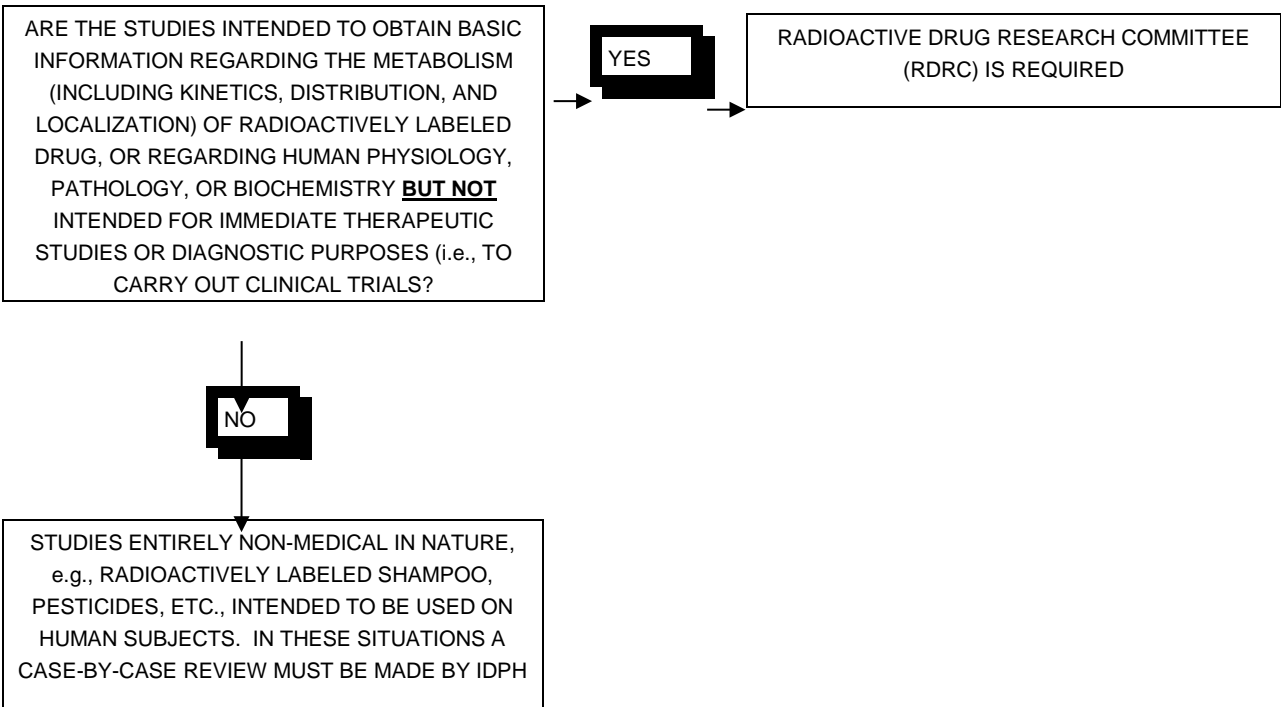 ARE THE STUDIES INTENDED TO OBTAIN BASIC
INFORMATION REGARDING THE METABOLISM
(INCLUDING KINETICS, DISTRIBUTION, AND
LOCALIZATION) OF RADIOACTIVELY LABELED
DRUG, OR REGARDING HUMAN PHYSIOLOGY,
PATHOLOGY, OR BIOCHEMISTRY BUT NOT
INTENDED FOR IMMEDIATE THERAPEUTIC
STUDIES OR DIAGNOSTIC PURPOSES (i.e., TO
CARRY OUT CLINICAL TRIALS?
YES
RADIOACTIVE DRUG RESEARCH COMMITTEE
(RDRC) IS REQUIRED
NO
STUDIES ENTIRELY NON-MEDICAL IN NATURE,
e.g., RADIOACTIVELY LABELED SHAMPOO,
PESTICIDES, ETC., INTENDED TO BE USED ON
HUMAN SUBJECTS.  IN THESE SITUATIONS A
CASE-BY-CASE REVIEW MUST BE MADE BY IDPH